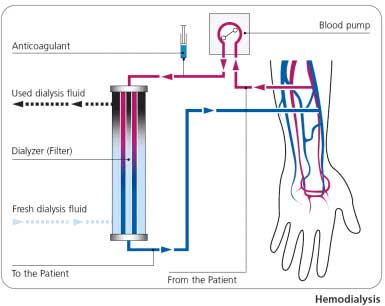 Blood pump
Anticoagulant
Used dialysis fluid
Dialyzer (Filter)
Fresh dialysis fluid
To the Patient
From the Patient
Hemodialysis